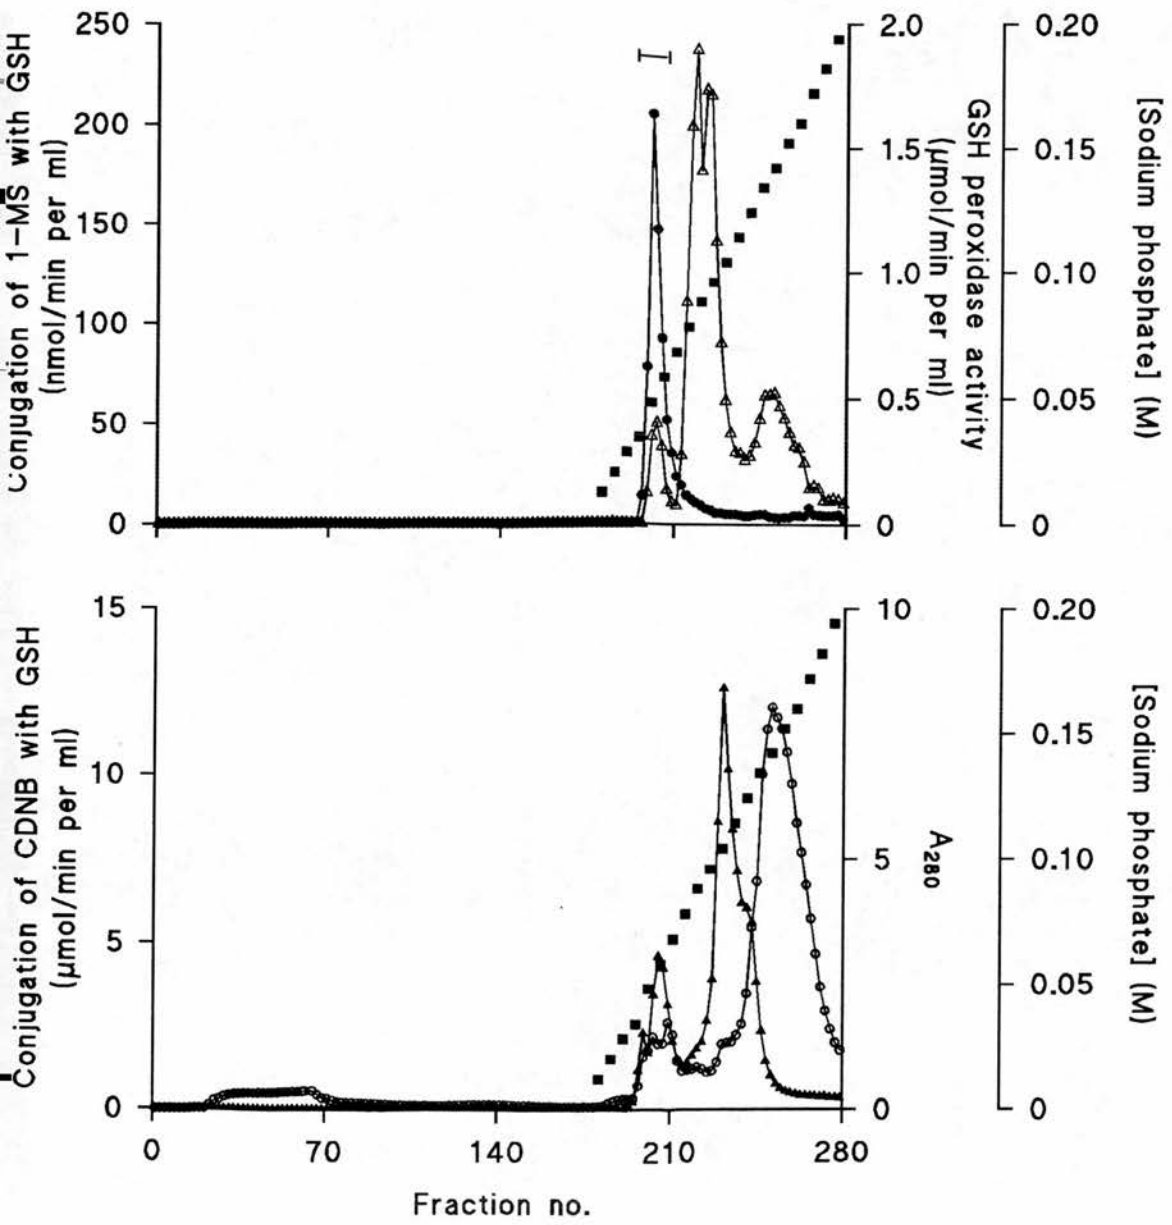 250
200
150
100
50
0
Conjugation of 1-MS with GSH
(nmol/min per ml)
2.0
1.5
1.0
0.5
0
GSH peroxidase activity
(μmol/min per ml)
0.20
0.15
0.10
0.05
0
[Sodium phosphate] (M)
15
10
5
0
Conjugation of CDNB with GSH
(μmol/min per ml)
10
5
0
A280
0.20
0.15
0.10
0.05
0
[Sodium phosphate] (M)
0 70 140 210 280
Fraction no.